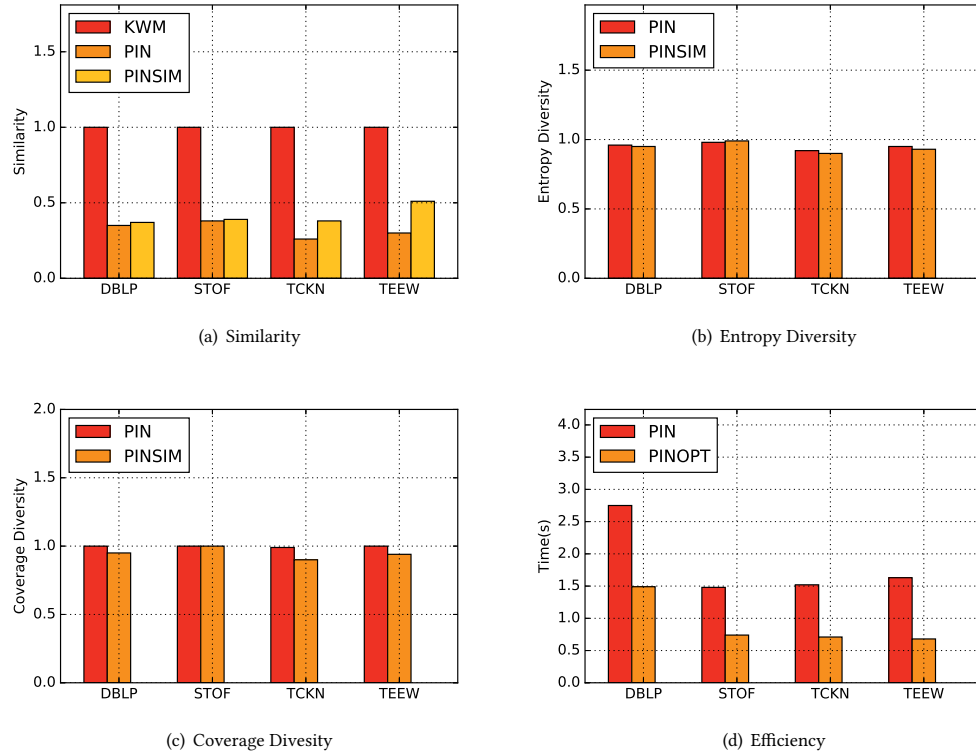 KWM
PIN
PINSIM
1.5
1.0
0.5
0.0
Similarity
DBLP STOF TCKN TEEW
(a) Similarity
PIN
PINSIM
1.5
1.0
0.5
0.0
Entropy Diversity
DBLP STOF TCKN TEEW
(b) Entropy Diversity
PIN
PINSIM
2.0
1.5
1.0
0.5
0.0
Coverage Diversity
DBLP STOF TCKN TEEW
(c) Coverage Divesity
PIN
PINOPT
4.0
3.5
3.0
2.5
2.0
1.5
1.0
0.5
0.0
Time(s)
DBLP STOF TCKN TEEW
(d) Efficiency